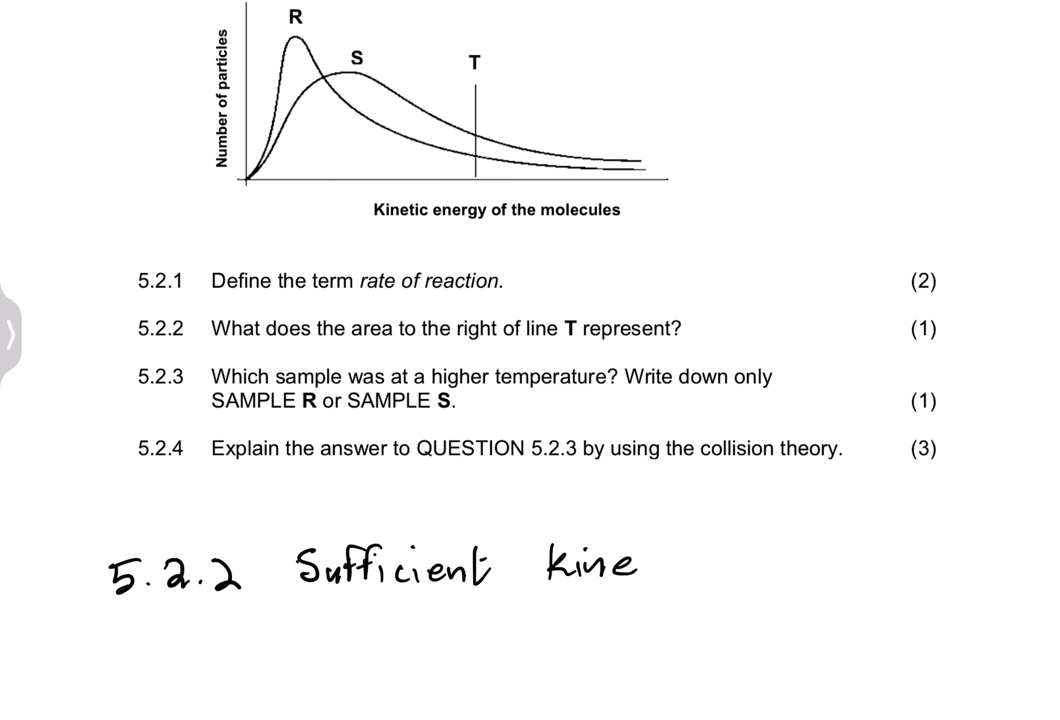 R
S
T
Number of particles
Kinetic energy of the molecules
5.2.1 Define the term rate of reaction. (2)
5.2.2 What does the area to the right of line T represent? (1)
5.2.3 Which sample was at a higher temperature? Write down only
SAMPLE R or SAMPLE S. (1)
5.2.4 Explain the answer to QUESTION 5.2.3 by using the collision theory. (3)
5.2.2 Sufficient kine